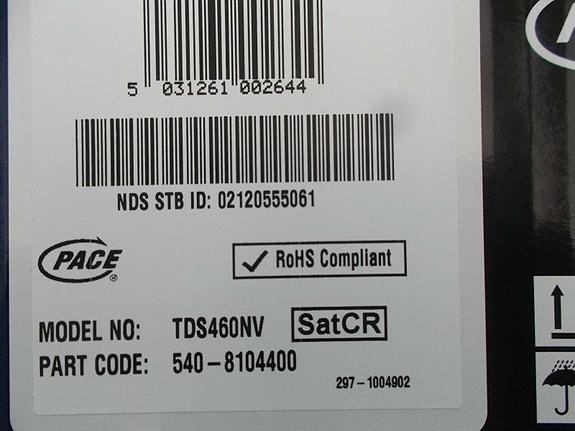 5 031261 002644
NDS STB ID: 02120555061
PACE ®
✓ RoHS Compliant
MODEL NO: TDS460NV SatCR
PART CODE: 540-8104400
297-1004902